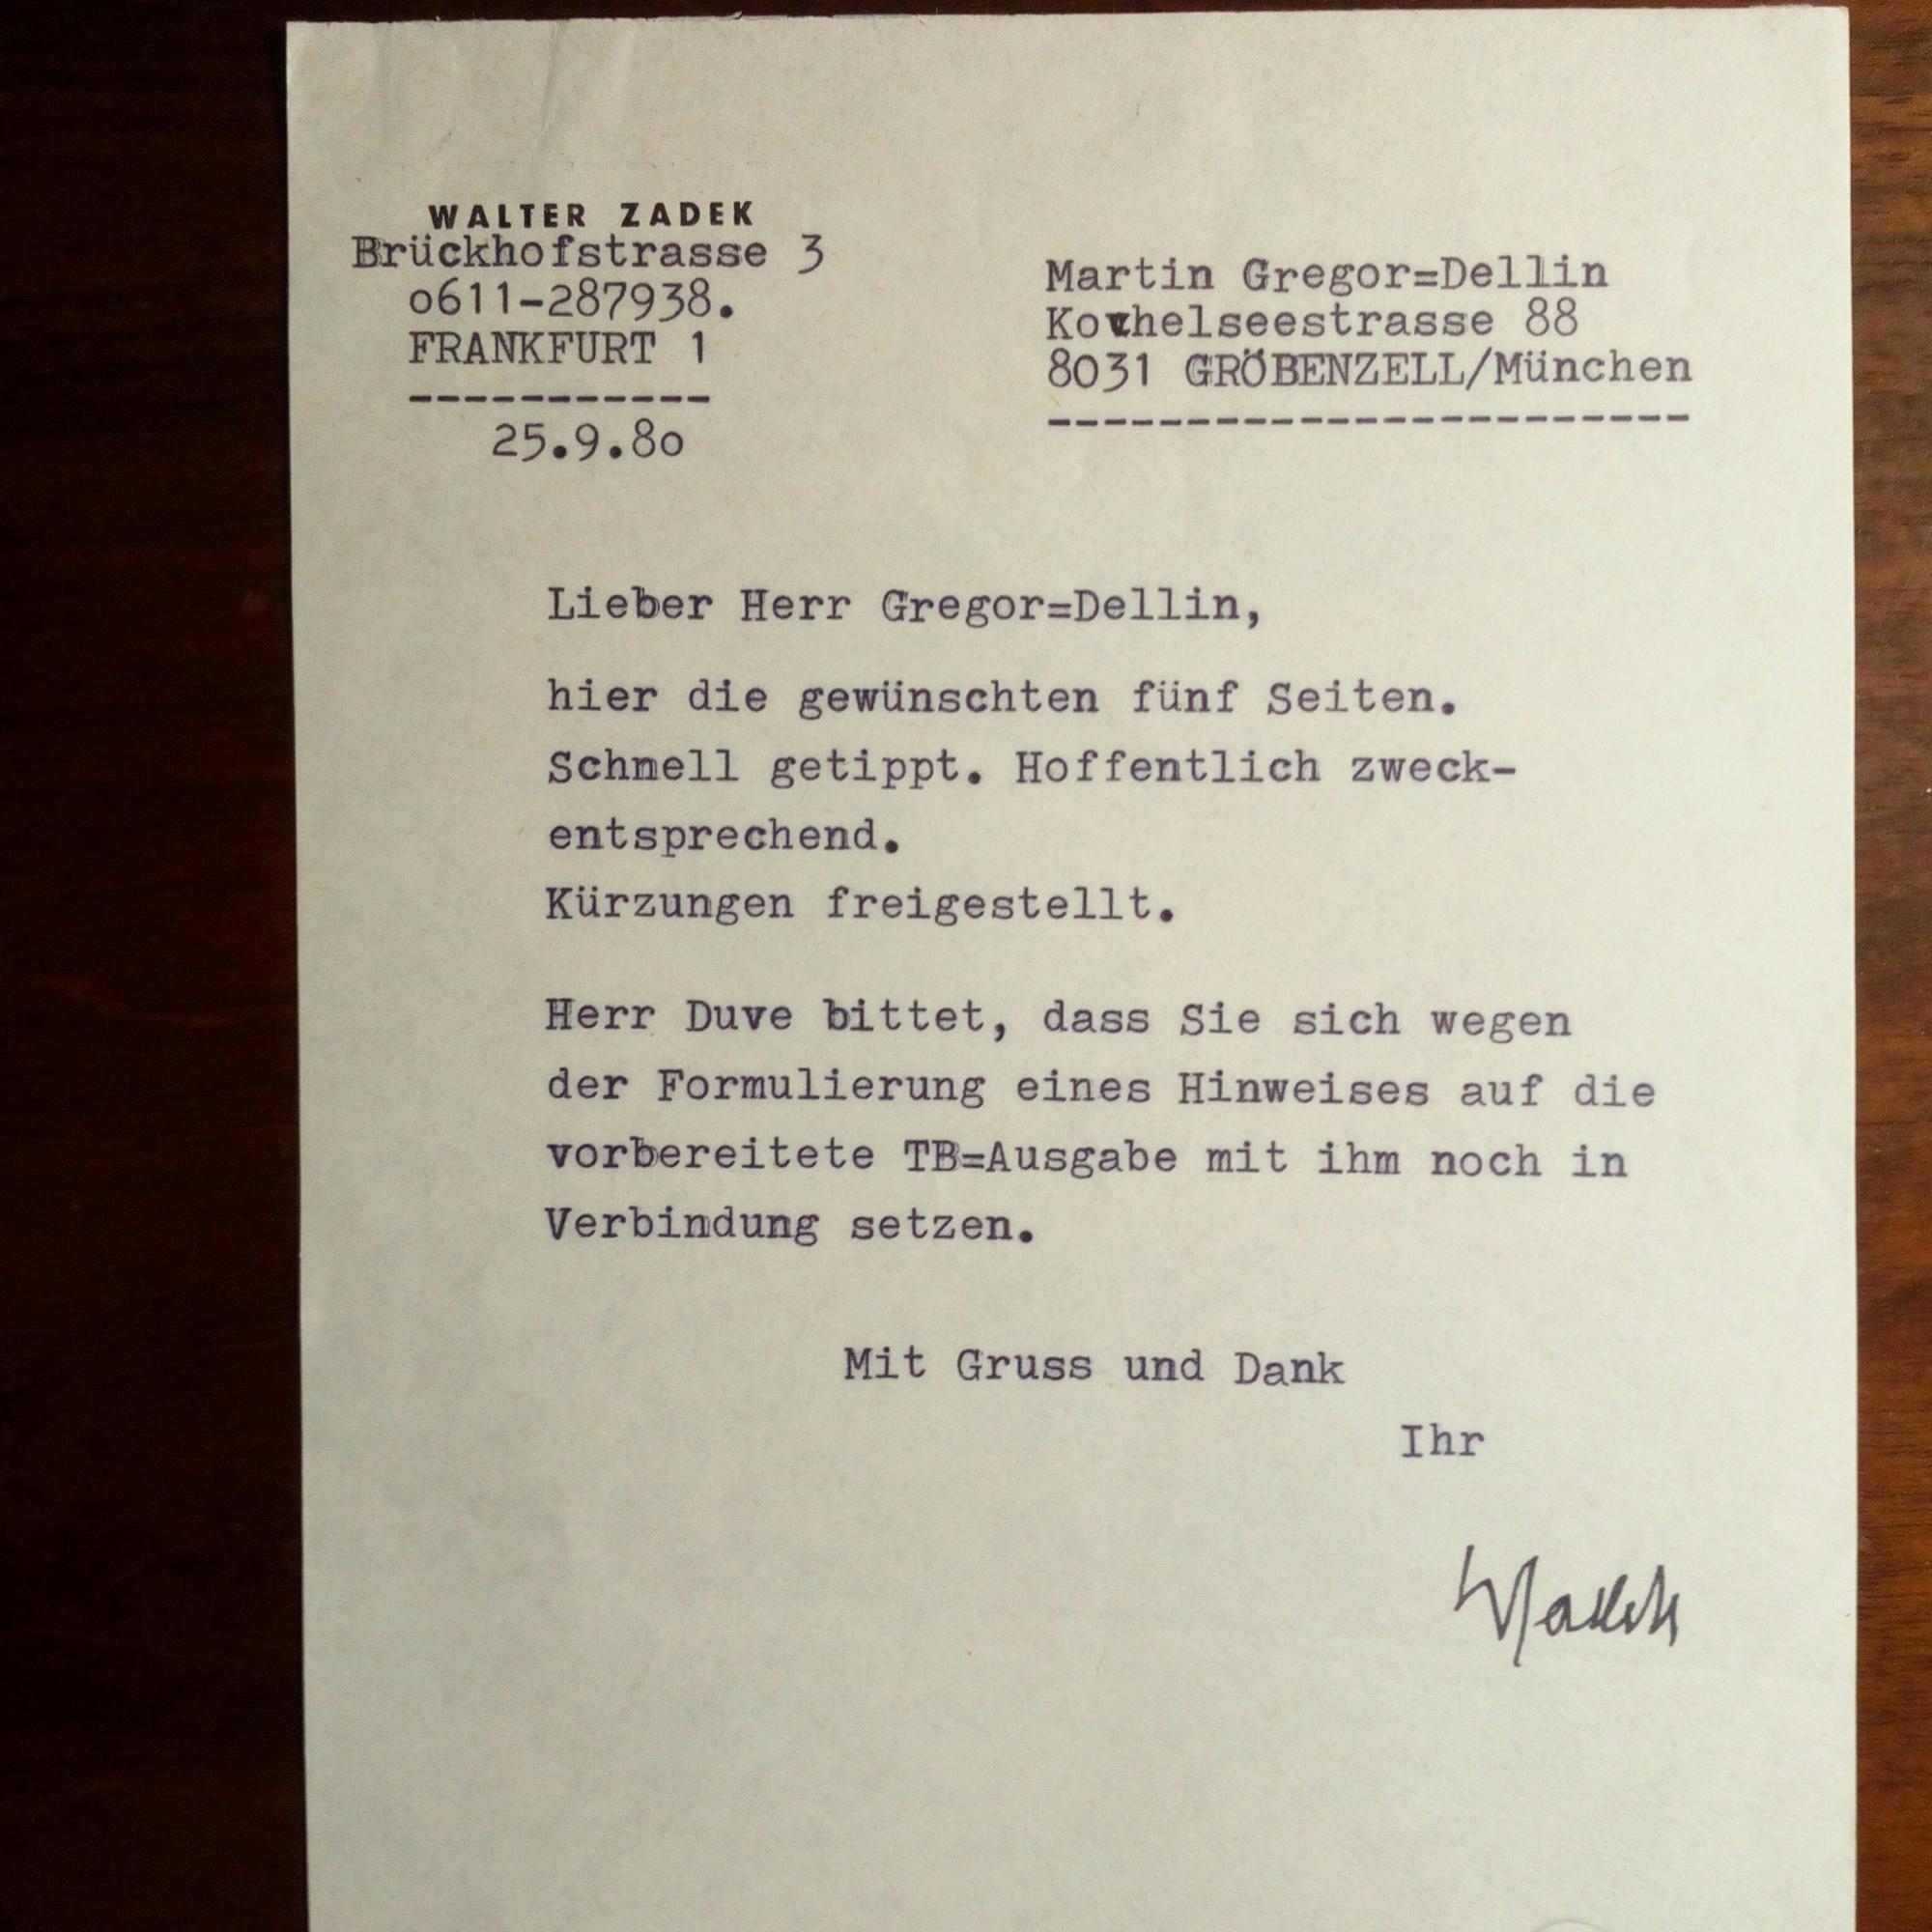 WALTER ZADEK
Brückhofstrasse 3
o611-287938.
FRANKFURT 1
-----------
25.9.8o
Martin Gregor=Dellin
Kochelseestrasse 88
8031 GRÖBENZELL/München
-----------------------
Lieber Herr Gregor=Dellin,
hier die gewünschten fünf Seiten.
Schnell getippt. Hoffentlich zweck-
entsprechend.
Kürzungen freigestellt.
Herr Duve bittet, dass Sie sich wegen
der Formulierung eines Hinweises auf die
vorbereitete TB=Ausgabe mit ihm noch in
Verbindung setzen.
Mit Gruss und Dank
Ihr
WZadek